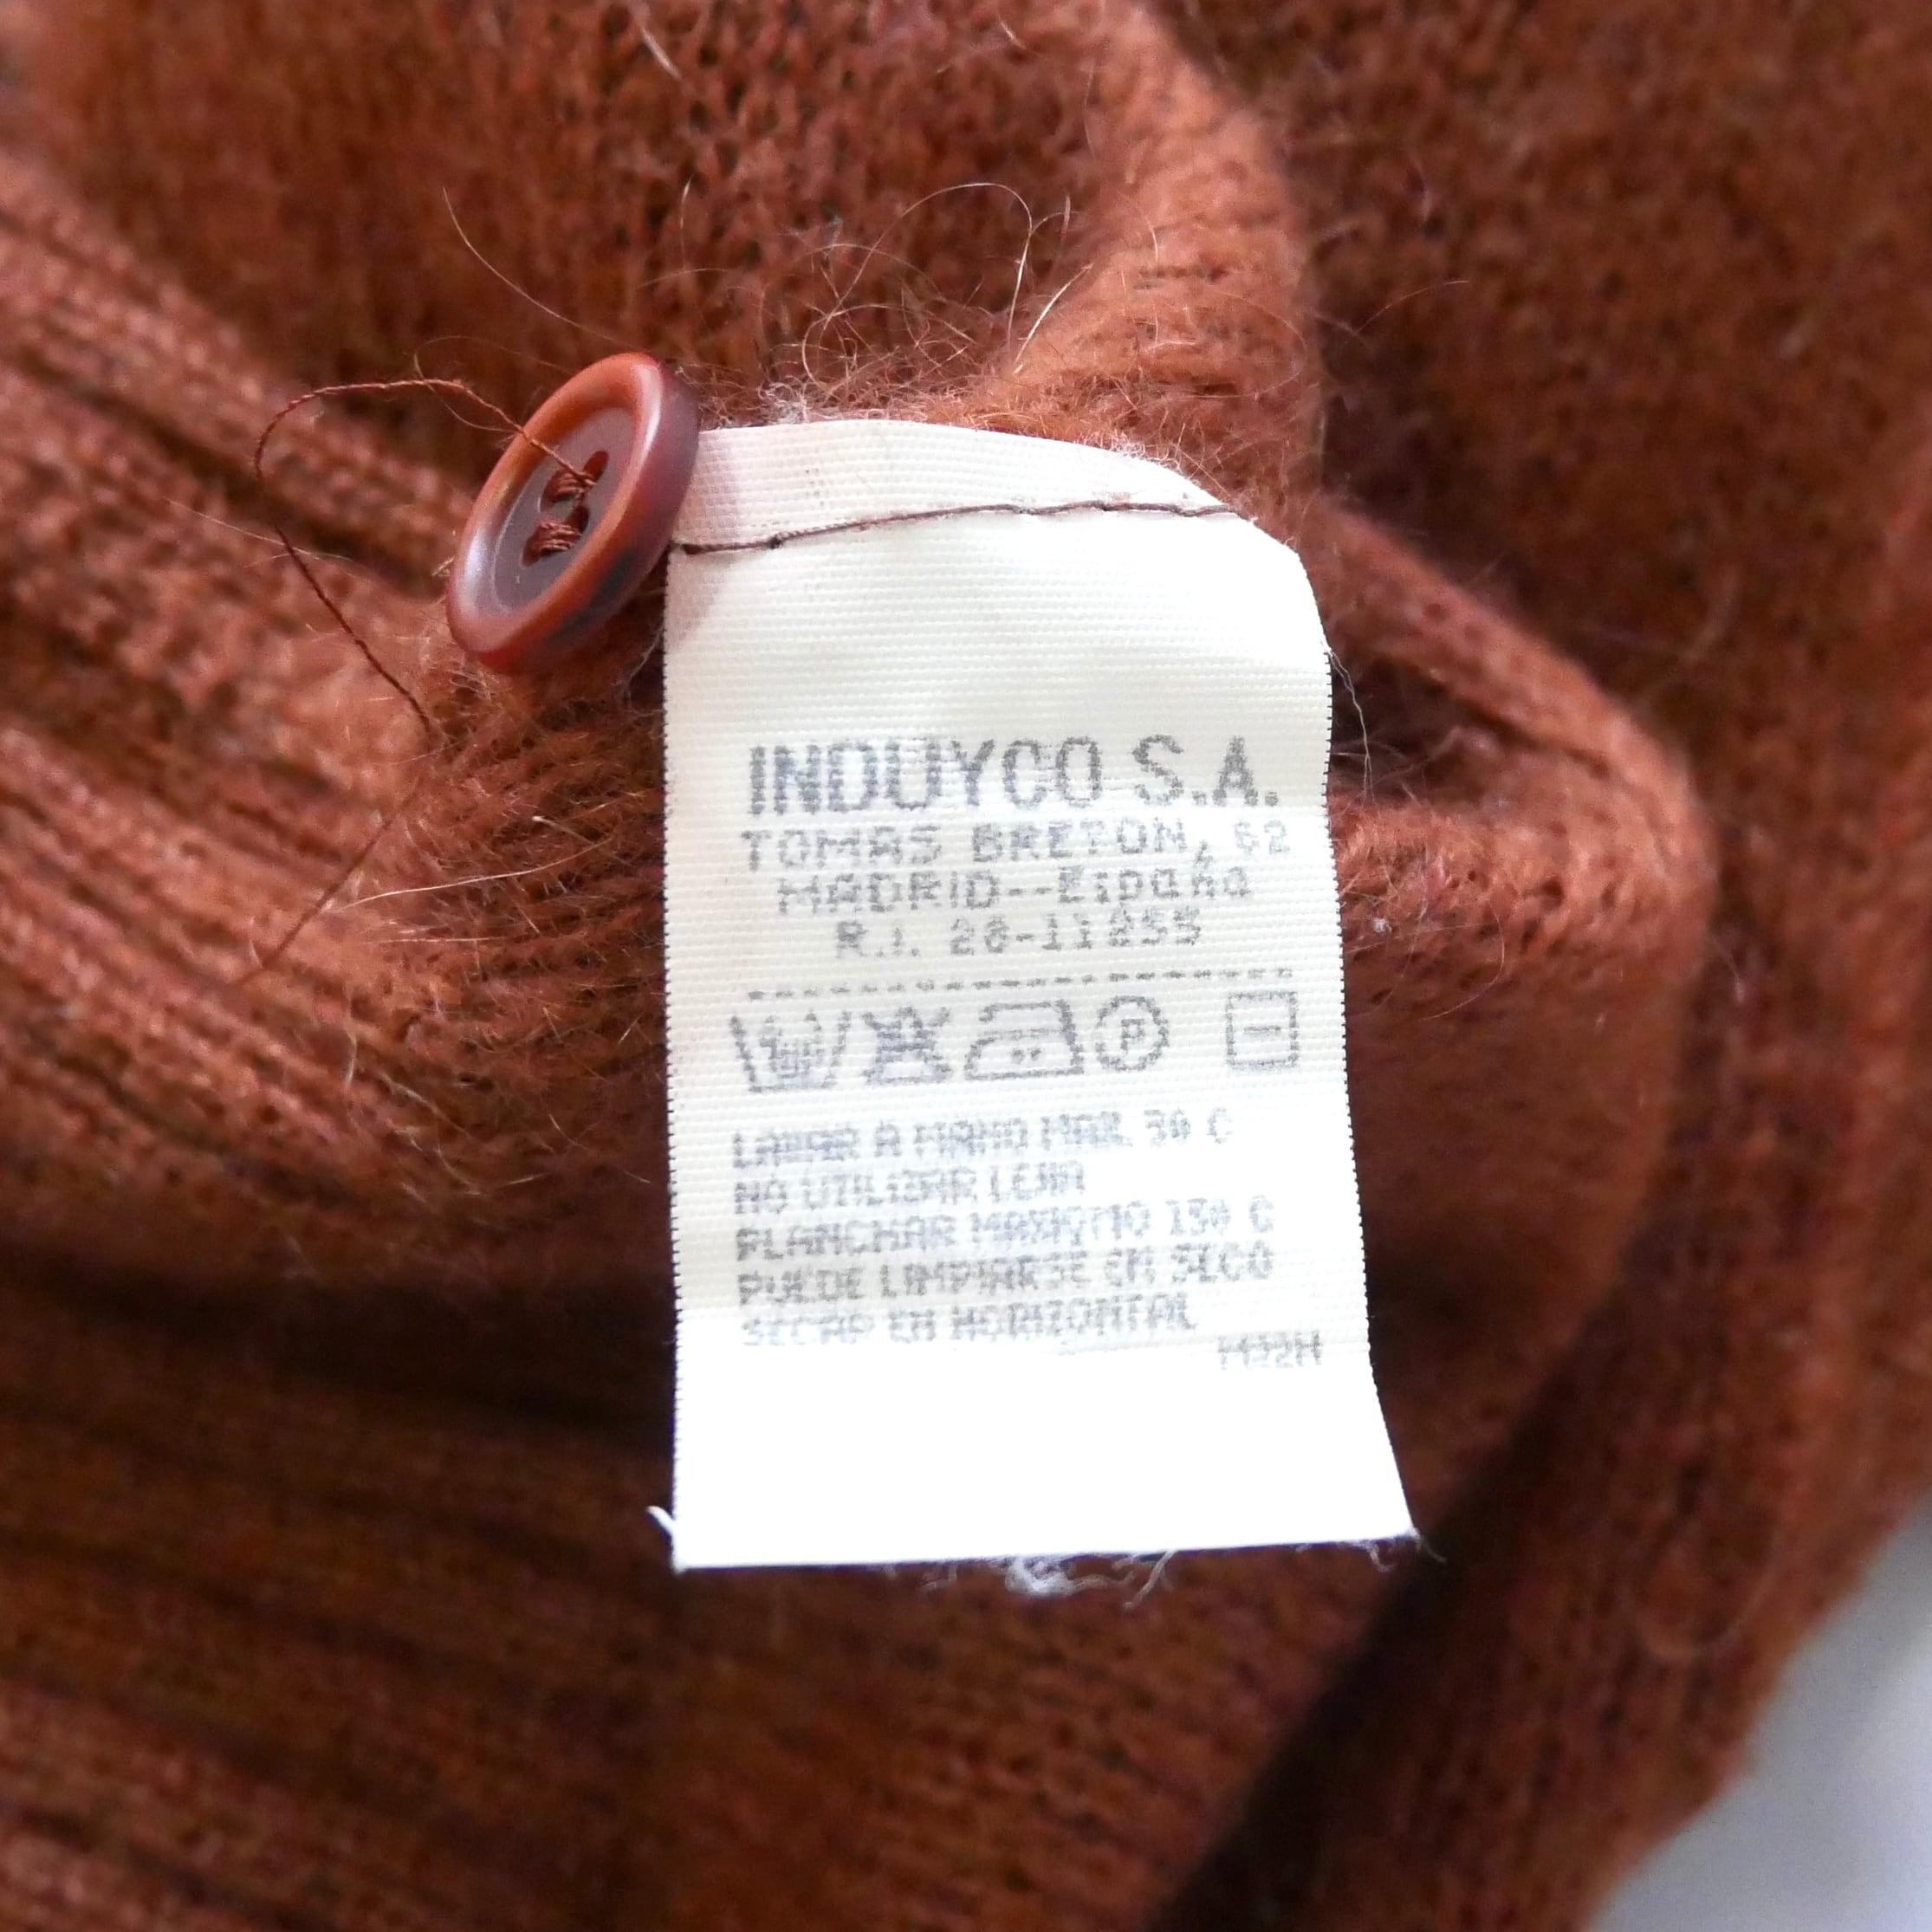 INDUYCO S.A.
TOMAS BRETON, 62
MADRID--España
R.I. 28-11255
P
LAVAR A MANO MAX. 30 C
NO UTILIZAR LEJIA
PLANCHAR MAXIMO 150 C
PUEDE LIMPIARSE EN SECO
SECAR EN HORIZONTAL